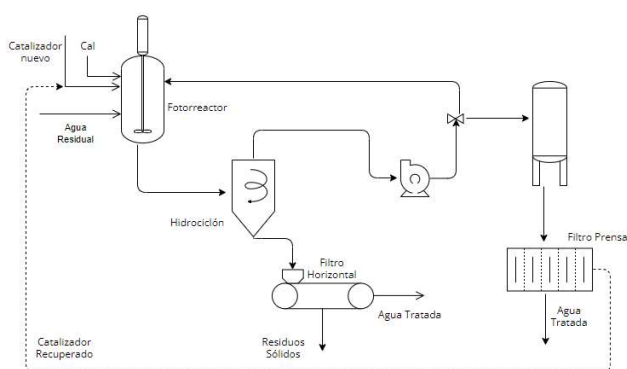 Catalizador
nuevo
Cal
Fotorreactor
Agua
Residual
Hidrociclón
Filtro
Horizontal
Filtro Prensa
Agua Tratada
Agua
Tratada
Residuos
Sólidos
Catalizador
Recuperado